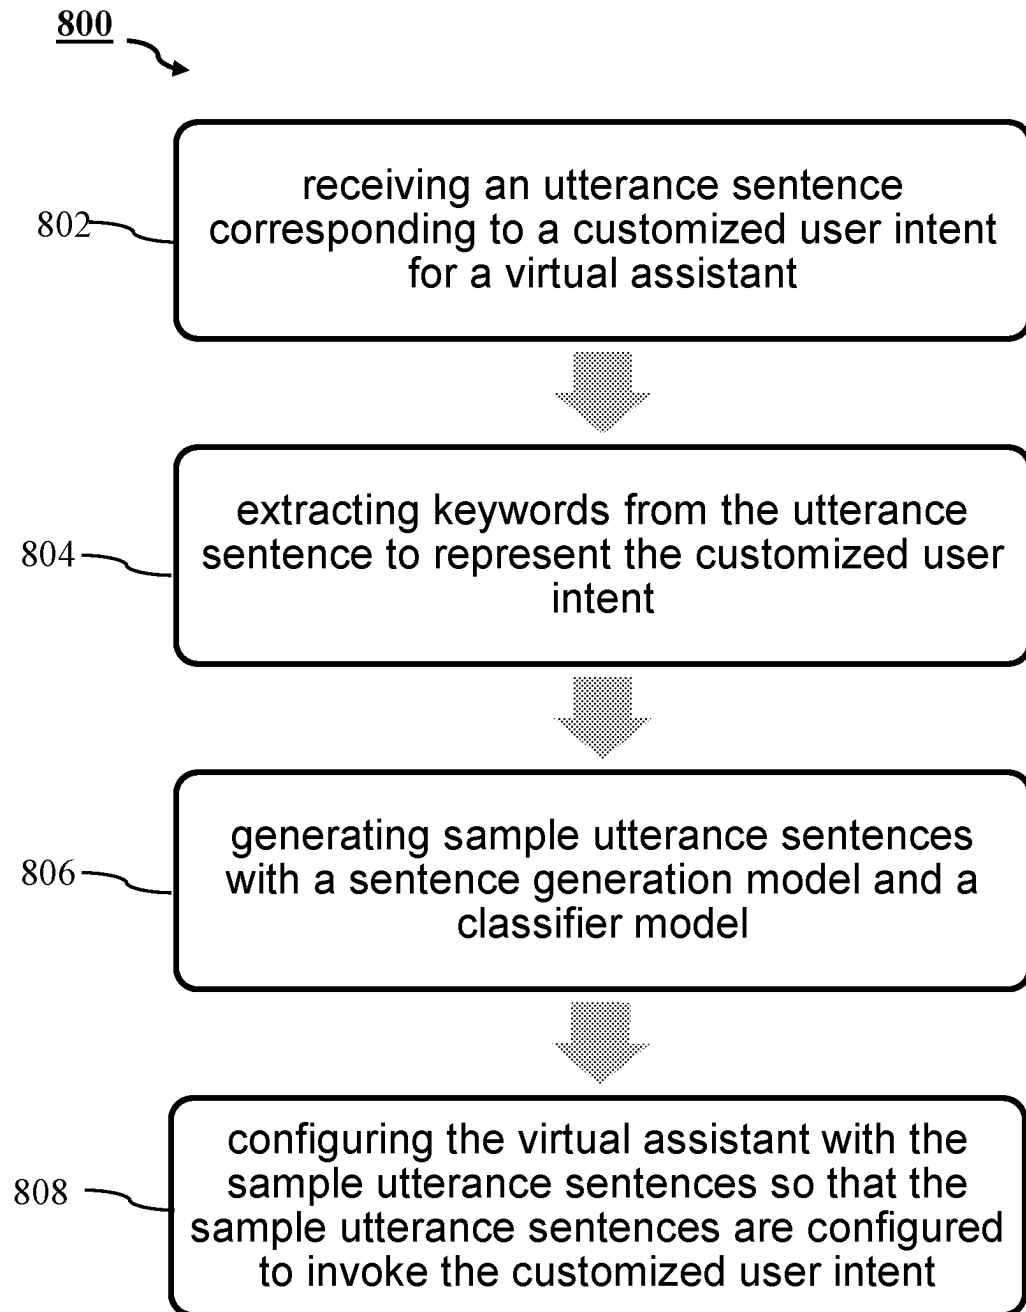 800
802
receiving an utterance sentence
corresponding to a customized user intent
for a virtual assistant
804
extracting keywords from the utterance
sentence to represent the customized user
intent
806
generating sample utterance sentences
with a sentence generation model and a
classifier model
808
configuring the virtual assistant with the
sample utterance sentences so that the
sample utterance sentences are configured
to invoke the customized user intent